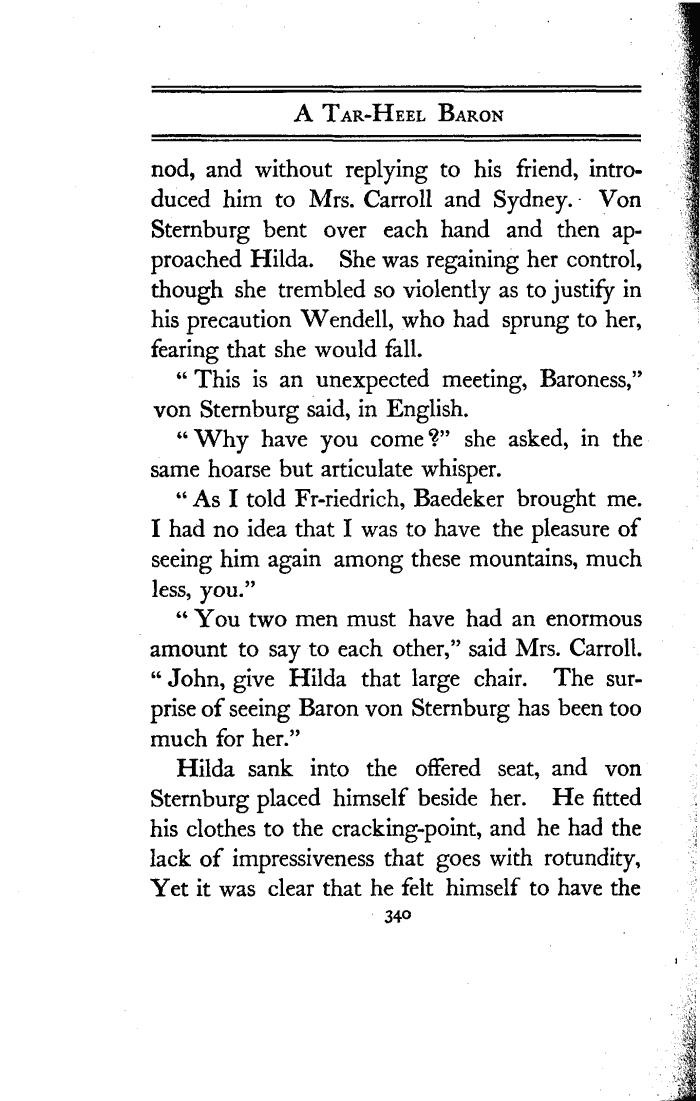 A Tar-Heel Baron
nod, and without replying to his friend, intro-
duced him to Mrs. Carroll and Sydney. Von
Sternburg bent over each hand and then ap-
proached Hilda. She was regaining her control,
though she trembled so violently as to justify in
his precaution Wendell, who had sprung to her,
fearing that she would fall.
“ This is an unexpected meeting, Baroness,”
von Sternburg said, in English.
“ Why have you come?” she asked, in the
same hoarse but articulate whisper.
“ As I told Fr-riedrich, Baedeker brought me.
I had no idea that I was to have the pleasure of
seeing him again among these mountains, much
less, you.”
“ You two men must have had an enormous
amount to say to each other,” said Mrs. Carroll.
“ John, give Hilda that large chair. The sur-
prise of seeing Baron von Sternburg has been too
much for her.”
Hilda sank into the offered seat, and von
Sternburg placed himself beside her. He fitted
his clothes to the cracking-point, and he had the
lack of impressiveness that goes with rotundity,
Yet it was clear that he felt himself to have the
340